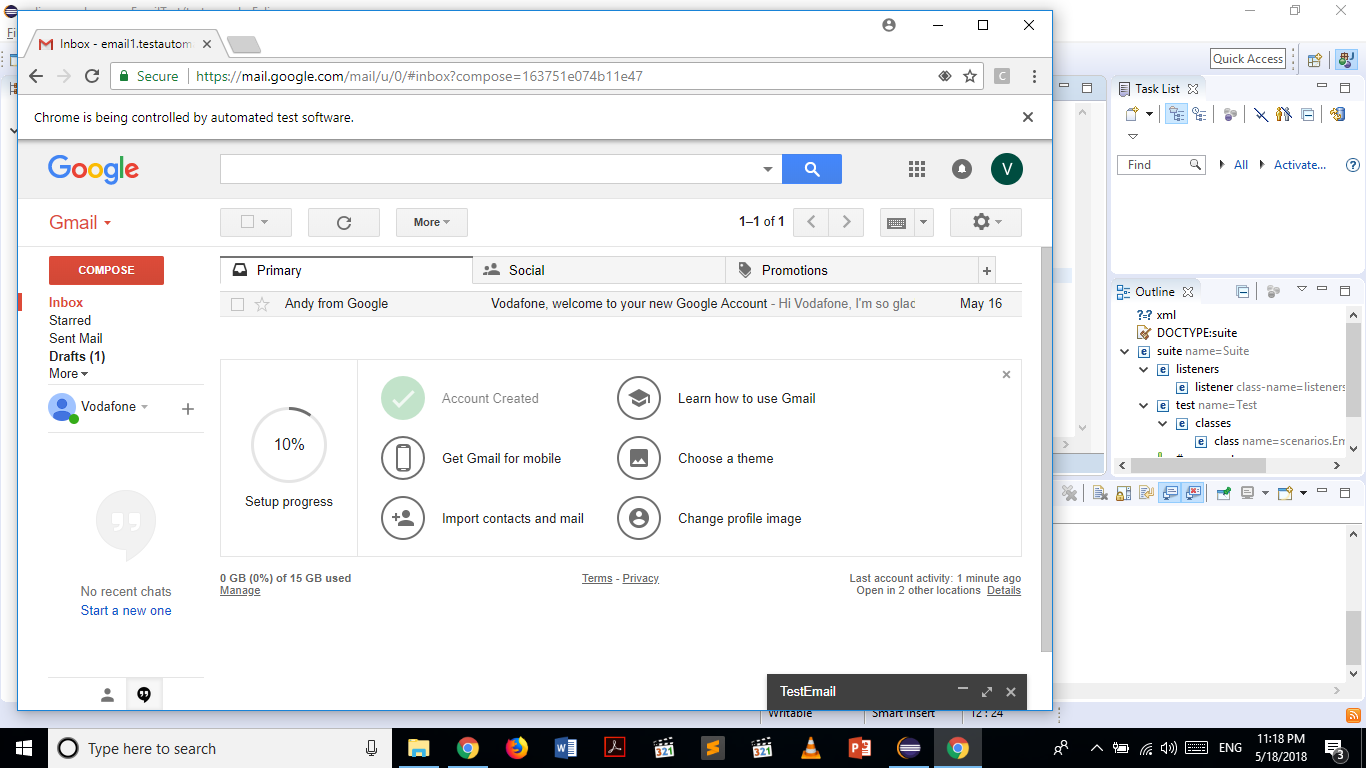 Inbox - email1.testautom
Secure
https://mail.google.com/mail/u/0/#inbox?compose=163751e074b11e47
C
Chrome is being controlled by automated test software.
Google
V
Gmail
More
1–1 of 1
COMPOSE
Primary
Social
Promotions
+
Inbox
Starred
Sent Mail
Drafts (1)
More
Andy from Google
Vodafone, welcome to your new Google Account - Hi Vodafone, I'm so glad
May 16
Vodafone
10%
Setup progress
Account Created
Learn how to use Gmail
Get Gmail for mobile
Choose a theme
Import contacts and mail
Change profile image
0 GB (0%) of 15 GB used
Manage
Terms - Privacy
Last account activity: 1 minute ago
Open in 2 other locations Details
No recent chats
Start a new one
TestEmail
Quick Access
Task List
Find
All
Activate...
Outline
xml
DOCTYPE:suite
suite name=Suite
listeners
listener class-name=listeners
test name=Test
classes
class name=scenarios.Em
Writable
Smart Insert
12 : 24
Type here to search
ENG
11:18 PM
5/18/2018
3